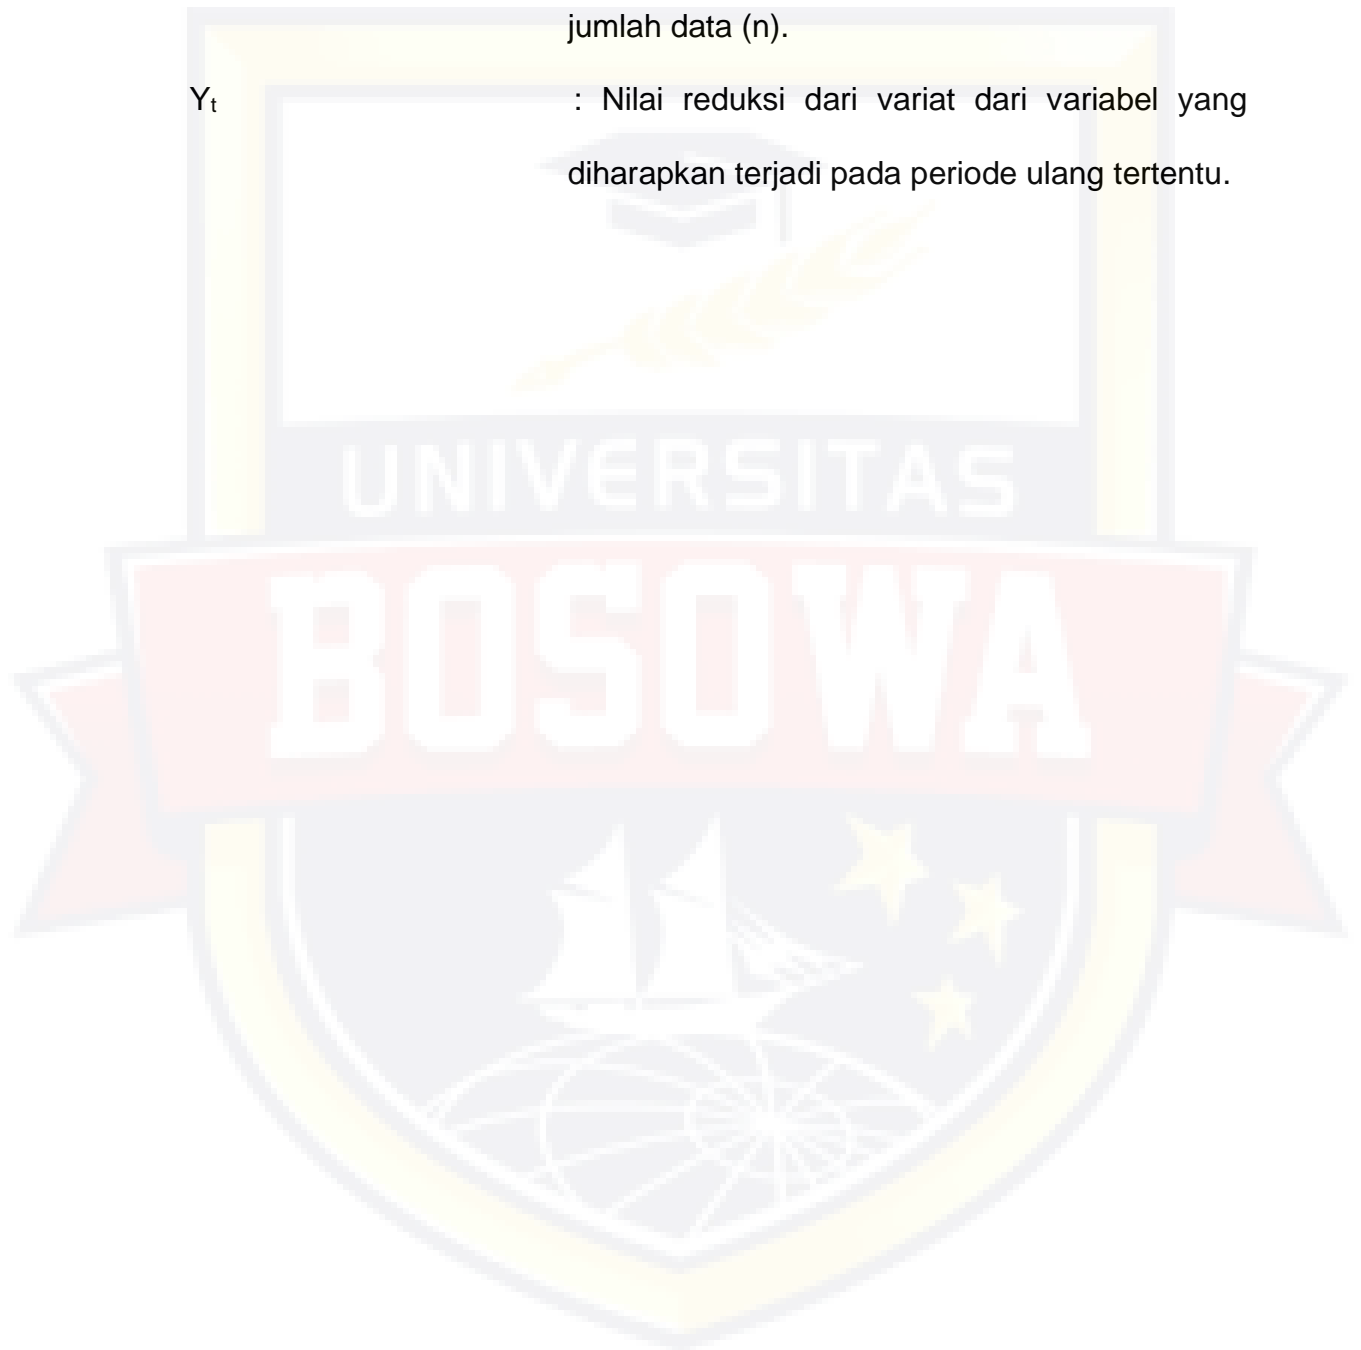 jumlah data (n).
Yₜ : Nilai reduksi dari variat dari variabel yang
diharapkan terjadi pada periode ulang tertentu.
UNIVERSITAS
BOSOWA